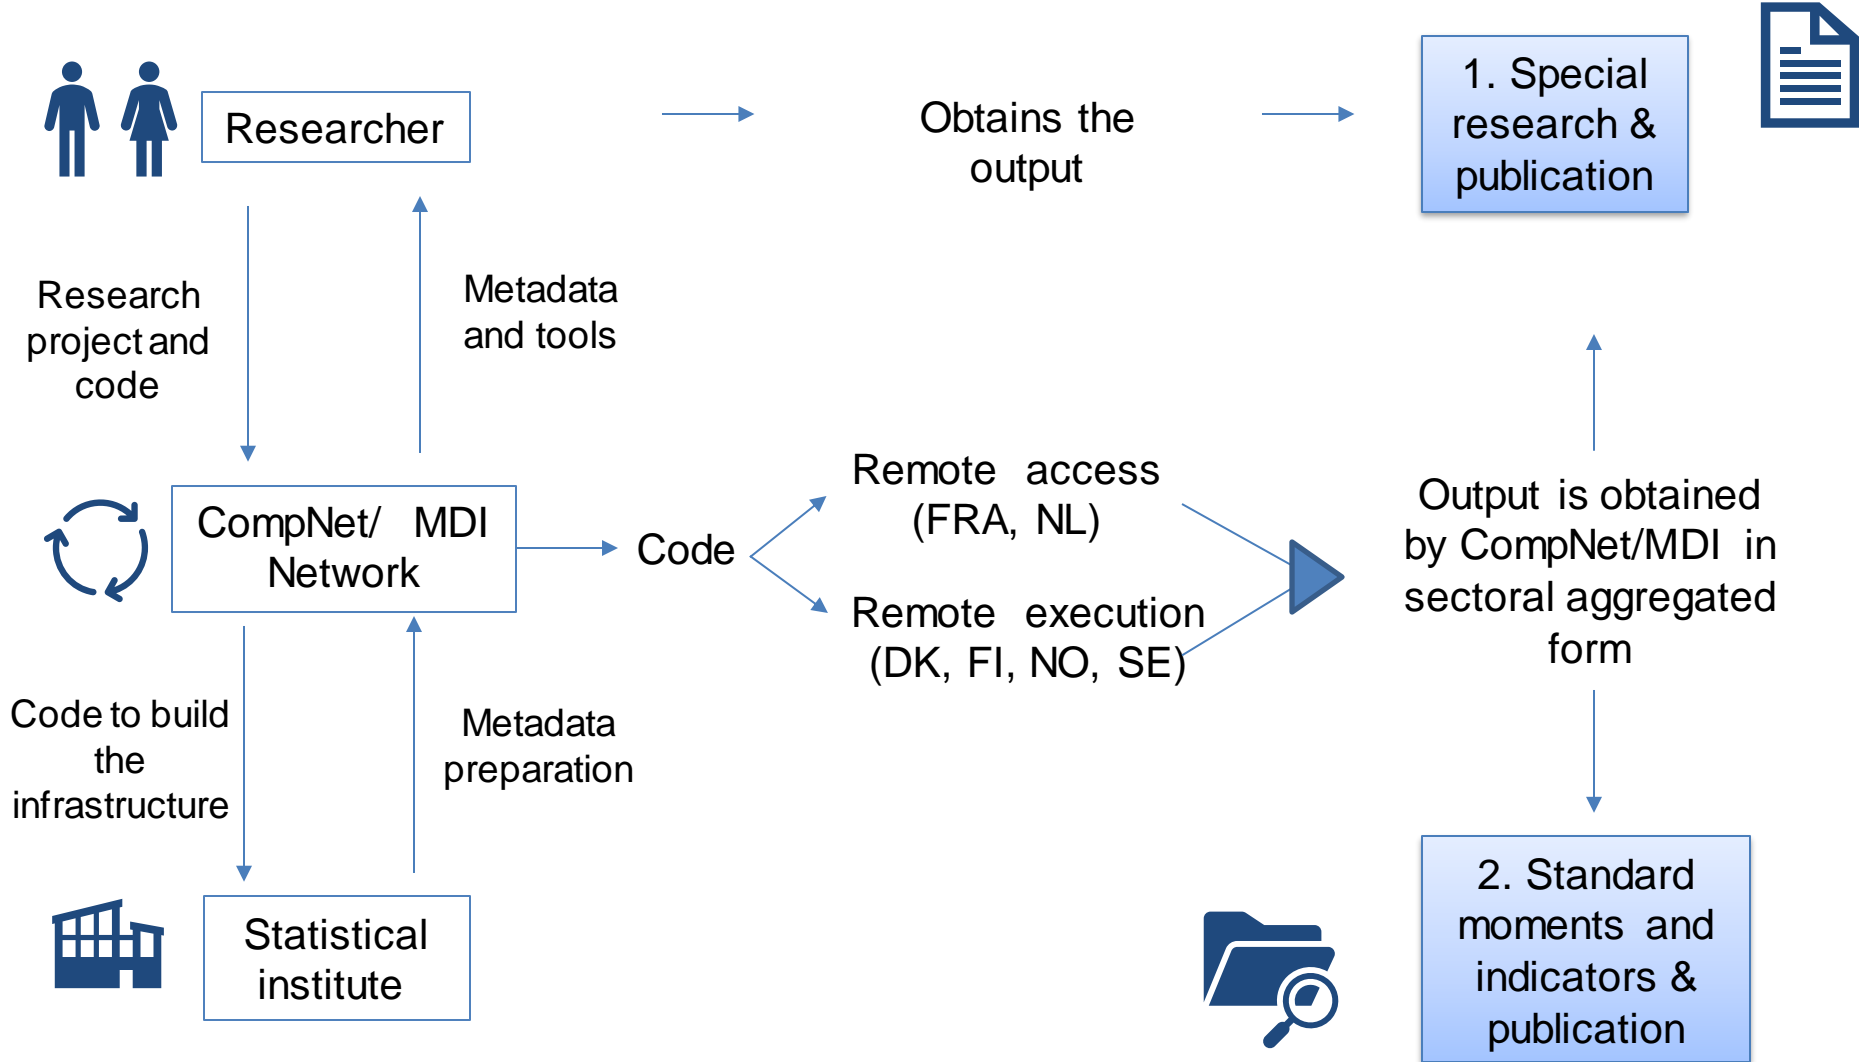 Researcher
Obtains the
output
1. Special
research &
publication
Research
project and
code
Metadata
and tools
CompNet/ MDI
Network
Code
Remote access
(FRA, NL)
Remote execution
(DK, FI, NO, SE)
Output is obtained
by CompNet/MDI in
sectoral aggregated
form
Code to build
the
infrastructure
Metadata
preparation
Statistical
institute
2. Standard
moments and
indicators &
publication